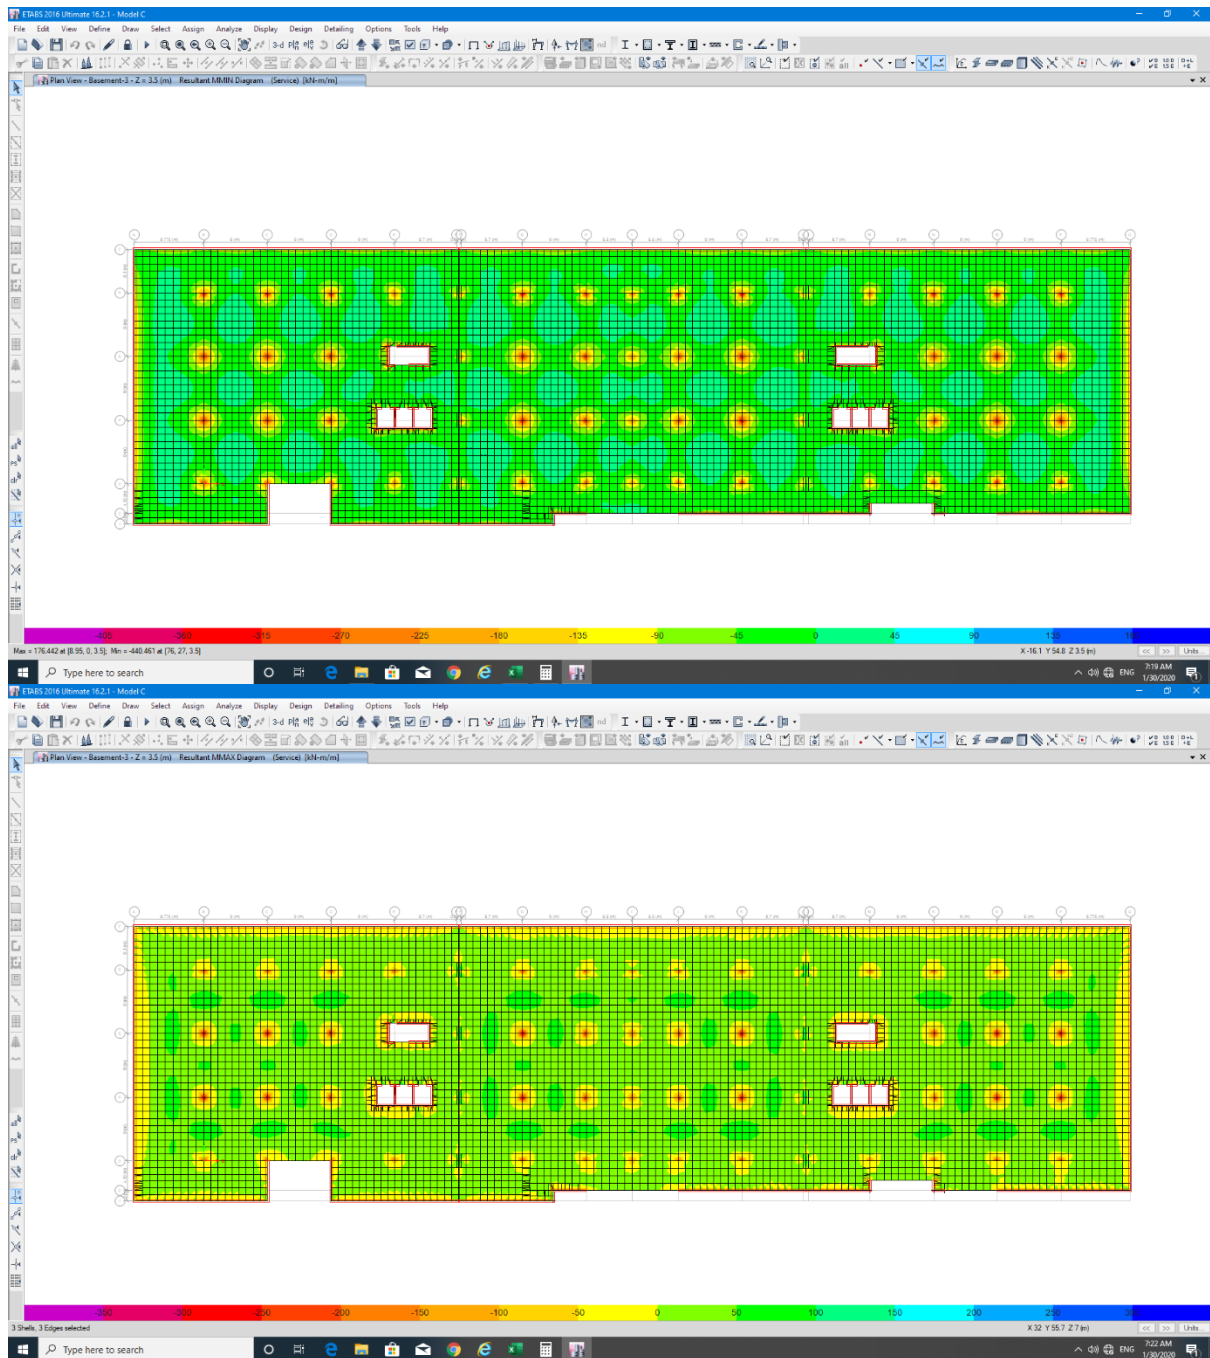 ETABS 2016 Ultimate 16.2.1 - Model C
File Edit View Define Draw Select Assign Analyze Display Design Detailing Options Tools Help
Plan View - Basement-3 - Z = 3.5 (m) Resultant MMIN Diagram (Service) [kN-m/m]
-405 -360 -315 -270 -225 -180 -135 -90 -45 0 45 90 135
Max = 176.442 at [8.95, 0, 3.5]; Min = -440.461 at [76, 27, 3.5]
X -16.1 Y 54.8 Z 3.5 (m)
Units...
Type here to search
ENG
7:19 AM
1/30/2020
ETABS 2016 Ultimate 16.2.1 - Model C
File Edit View Define Draw Select Assign Analyze Display Design Detailing Options Tools Help
Plan View - Basement-3 - Z = 3.5 (m) Resultant MMAX Diagram (Service) [kN-m/m]
-350 -300 -250 -200 -150 -100 -50 0 50 100 150 200 250
3 Shells, 3 Edges selected
X 32 Y 55.7 Z 7 (m)
Units...
Type here to search
ENG
7:22 AM
1/30/2020